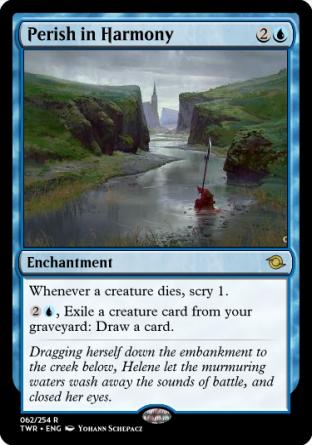 Perish in Harmony 2
Enchantment
Whenever a creature dies, scry 1.
2, Exile a creature card from your
graveyard: Draw a card.
Dragging herself down the embankment to
the creek below, Helene let the murmuring
waters wash away the sounds of battle, and
closed her eyes.
062/254 R
TWR • ENG Yohann Schepacz